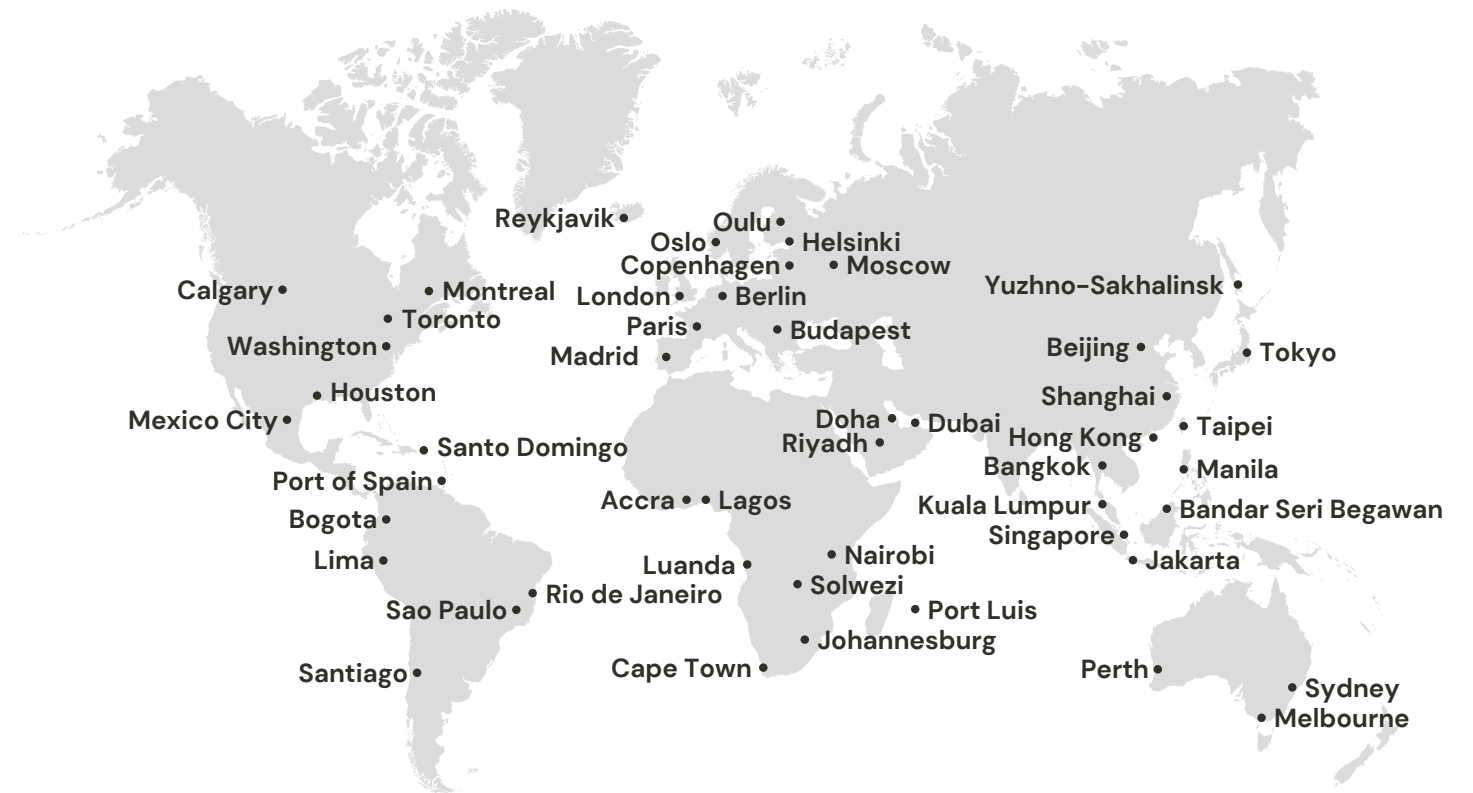 Reykjavik
Oulu
Oslo
Helsinki
Copenhagen
Moscow
Yuzhno-Sakhalinsk
Calgary
Montreal
London
Berlin
Toronto
Paris
Budapest
Washington
Madrid
Beijing
Tokyo
Houston
Shanghai
Mexico City
Doha
Dubai
Taipei
Riyadh
Hong Kong
Santo Domingo
Bangkok
Manila
Port of Spain
Accra
Lagos
Kuala Lumpur
Bandar Seri Begawan
Bogota
Singapore
Lima
Luanda
Nairobi
Jakarta
Solwezi
Rio de Janeiro
Sao Paulo
Port Luis
Johannesburg
Santiago
Cape Town
Perth
Sydney
Melbourne